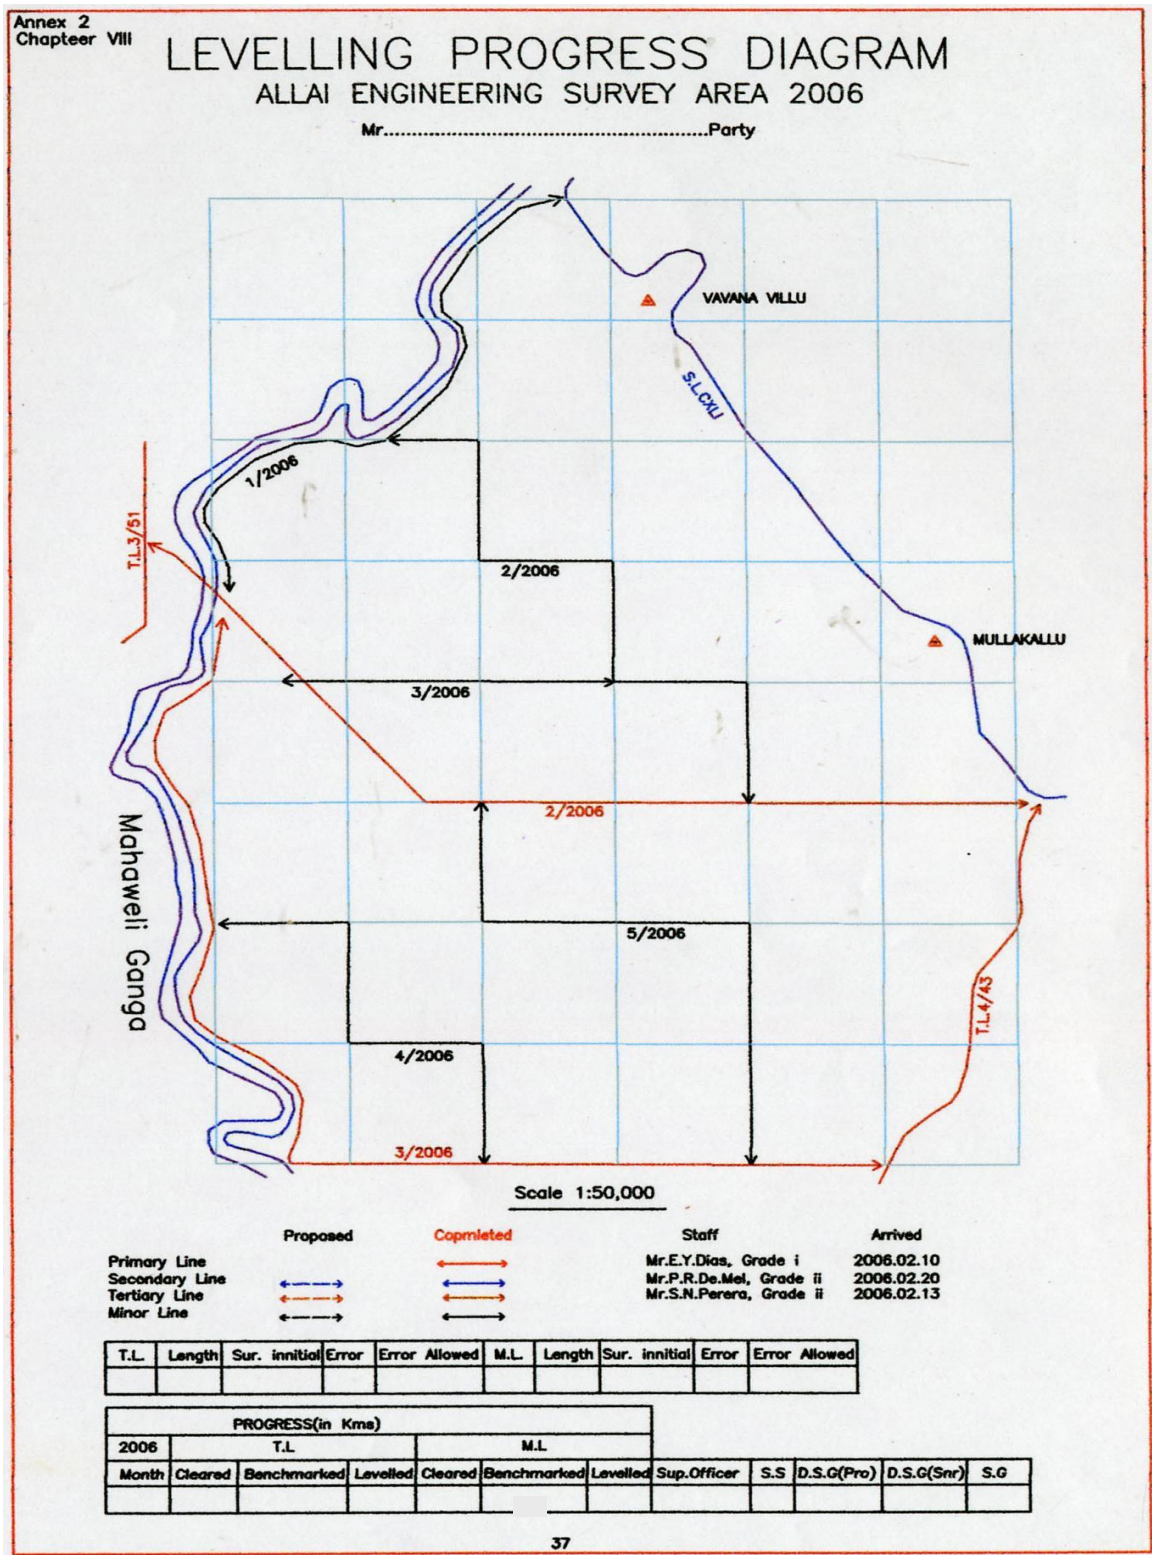 Annex 2
Chapteer VIII
LEVELLING PROGRESS DIAGRAM
ALLAI ENGINEERING SURVEY AREA 2006
Mr.........................................................Party
VAVANA VILLU
S.L.CXLI
1/2006
T.L.3/51
2/2006
MULLAKALLU
3/2006
2/2006
Mahaweli Ganga
5/2006
T.L.4/43
4/2006
3/2006
Scale 1:50,000
Proposed Copmleted Staff Arrived
Primary Line Mr.E.Y.Dias, Grade i 2006.02.10
Secondary Line Mr.P.R.De.Mel, Grade ii 2006.02.20
Tertiary Line Mr.S.N.Perera, Grade ii 2006.02.13
Minor Line
T.L. Length Sur. innitial Error Error Allowed M.L. Length Sur. innitial Error Error Allowed
PROGRESS(in Kms)
2006 T.L M.L
Month Cleared Benchmarked Levelled Cleared Benchmarked Levelled Sup.Officer S.S D.S.G(Pro) D.S.G(Snr) S.G
37